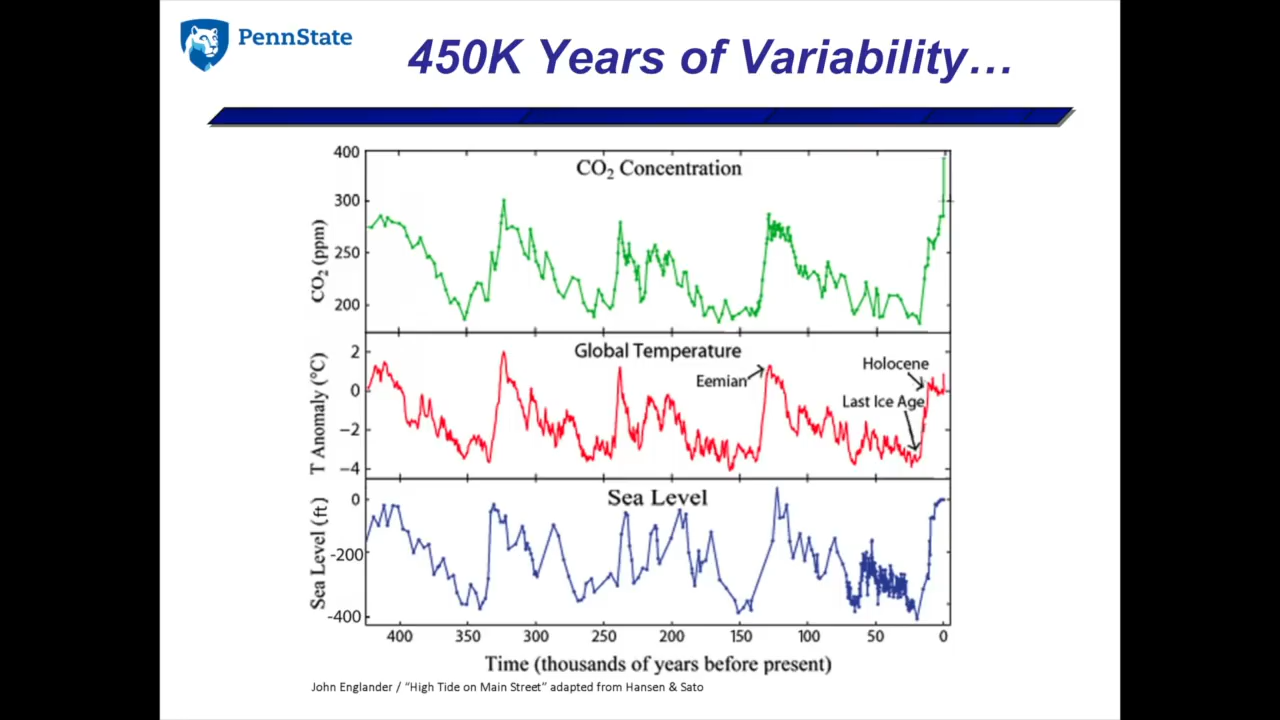 PennState
450K Years of Variability…
CO₂ Concentration
400
300
250
200
CO₂ (ppm)
Global Temperature
Eemian
Holocene
Last Ice Age
2
0
−2
−4
T Anomaly (°C)
Sea Level
0
-200
-400
Sea Level (ft)
400 350 300 250 200 150 100 50 0
Time (thousands of years before present)
John Englander / “High Tide on Main Street” adapted from Hansen & Sato